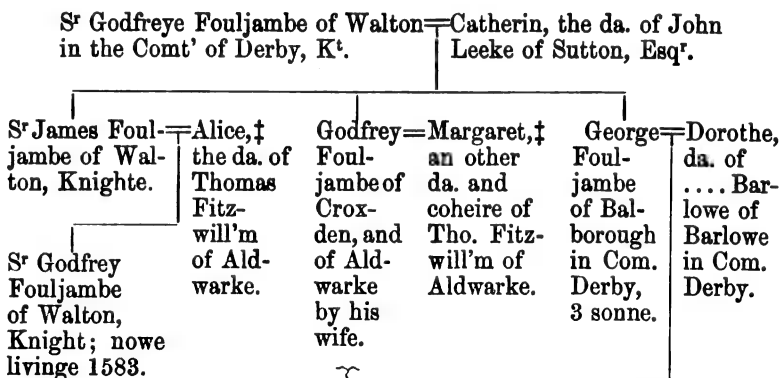 Sʳ Godfreye Fouljambe of Walton
in the Comt' of Derby, Kᵗ.
Catherin, the da. of John
Leeke of Sutton, Esqʳ.
Sʳ James Foul-
jambe of Wal-
ton, Knighte.
Alice,‡
the da. of
Thomas
Fitz-
will'm
of Ald-
warke.
Godfrey
Foul-
jambe of
Crox-
den, and
of Ald-
warke
by his
wife.
Margaret,‡
an other
da. and
coheire of
Tho. Fitz-
will'm of
Aldwarke.
George
Foul-
jambe
of Bal-
borough
in Com.
Derby,
3 sonne.
Dorothe,
da. of
.... Bar-
lowe of
Barlowe
in Com.
Derby.
Sʳ Godfrey
Fouljambe
of Walton,
Knight; nowe
livinge 1583.